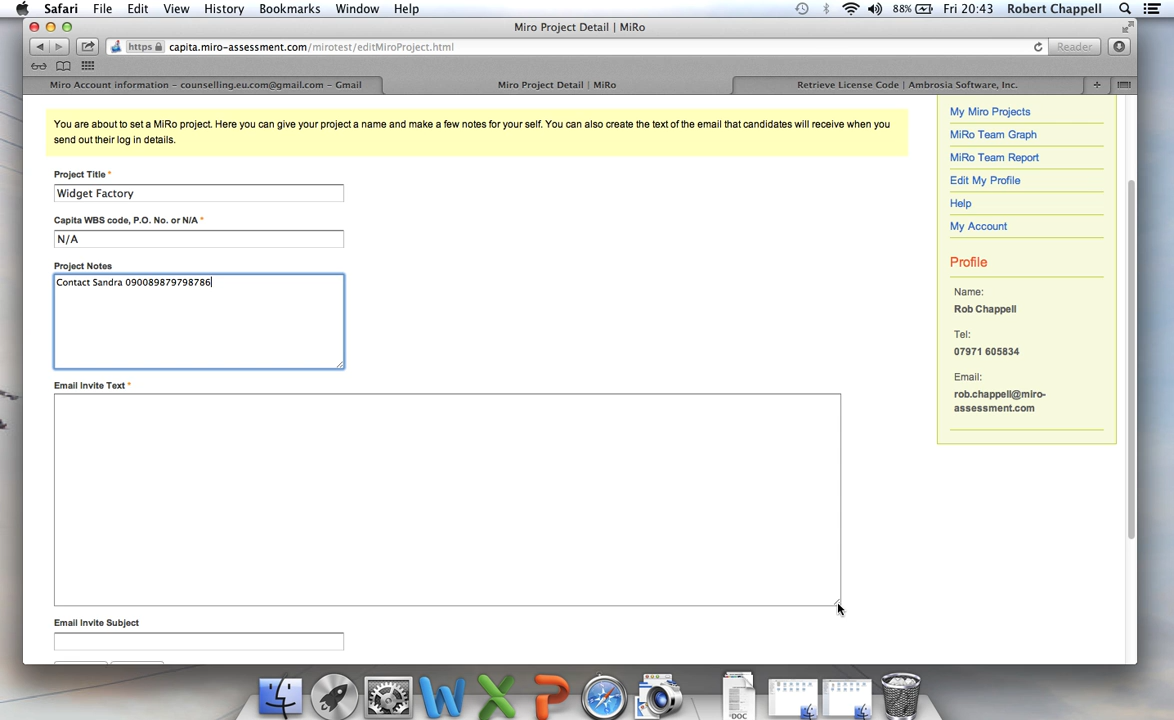 Safari File Edit View History Bookmarks Window Help 88% Fri 20:43 Robert Chappell
Miro Project Detail | MiRo
https capita.miro-assessment.com/mirotest/editMiroProject.html Reader
Miro Account information – counselling.eu.com@gmail.com – Gmail Miro Project Detail | MiRo Retrieve License Code | Ambrosia Software, Inc.
You are about to set a MiRo project. Here you can give your project a name and make a few notes for your self. You can also create the text of the email that candidates will receive when you
send out their log in details.
Project Title *
Widget Factory
Capita WBS code, P.O. No. or N/A *
N/A
Project Notes
Contact Sandra 090089879798786
Email Invite Text *
Email Invite Subject
My Miro Projects
MiRo Team Graph
MiRo Team Report
Edit My Profile
Help
My Account
Profile
Name:
Rob Chappell
Tel:
07971 605834
Email:
rob.chappell@miro-
assessment.com
DOC